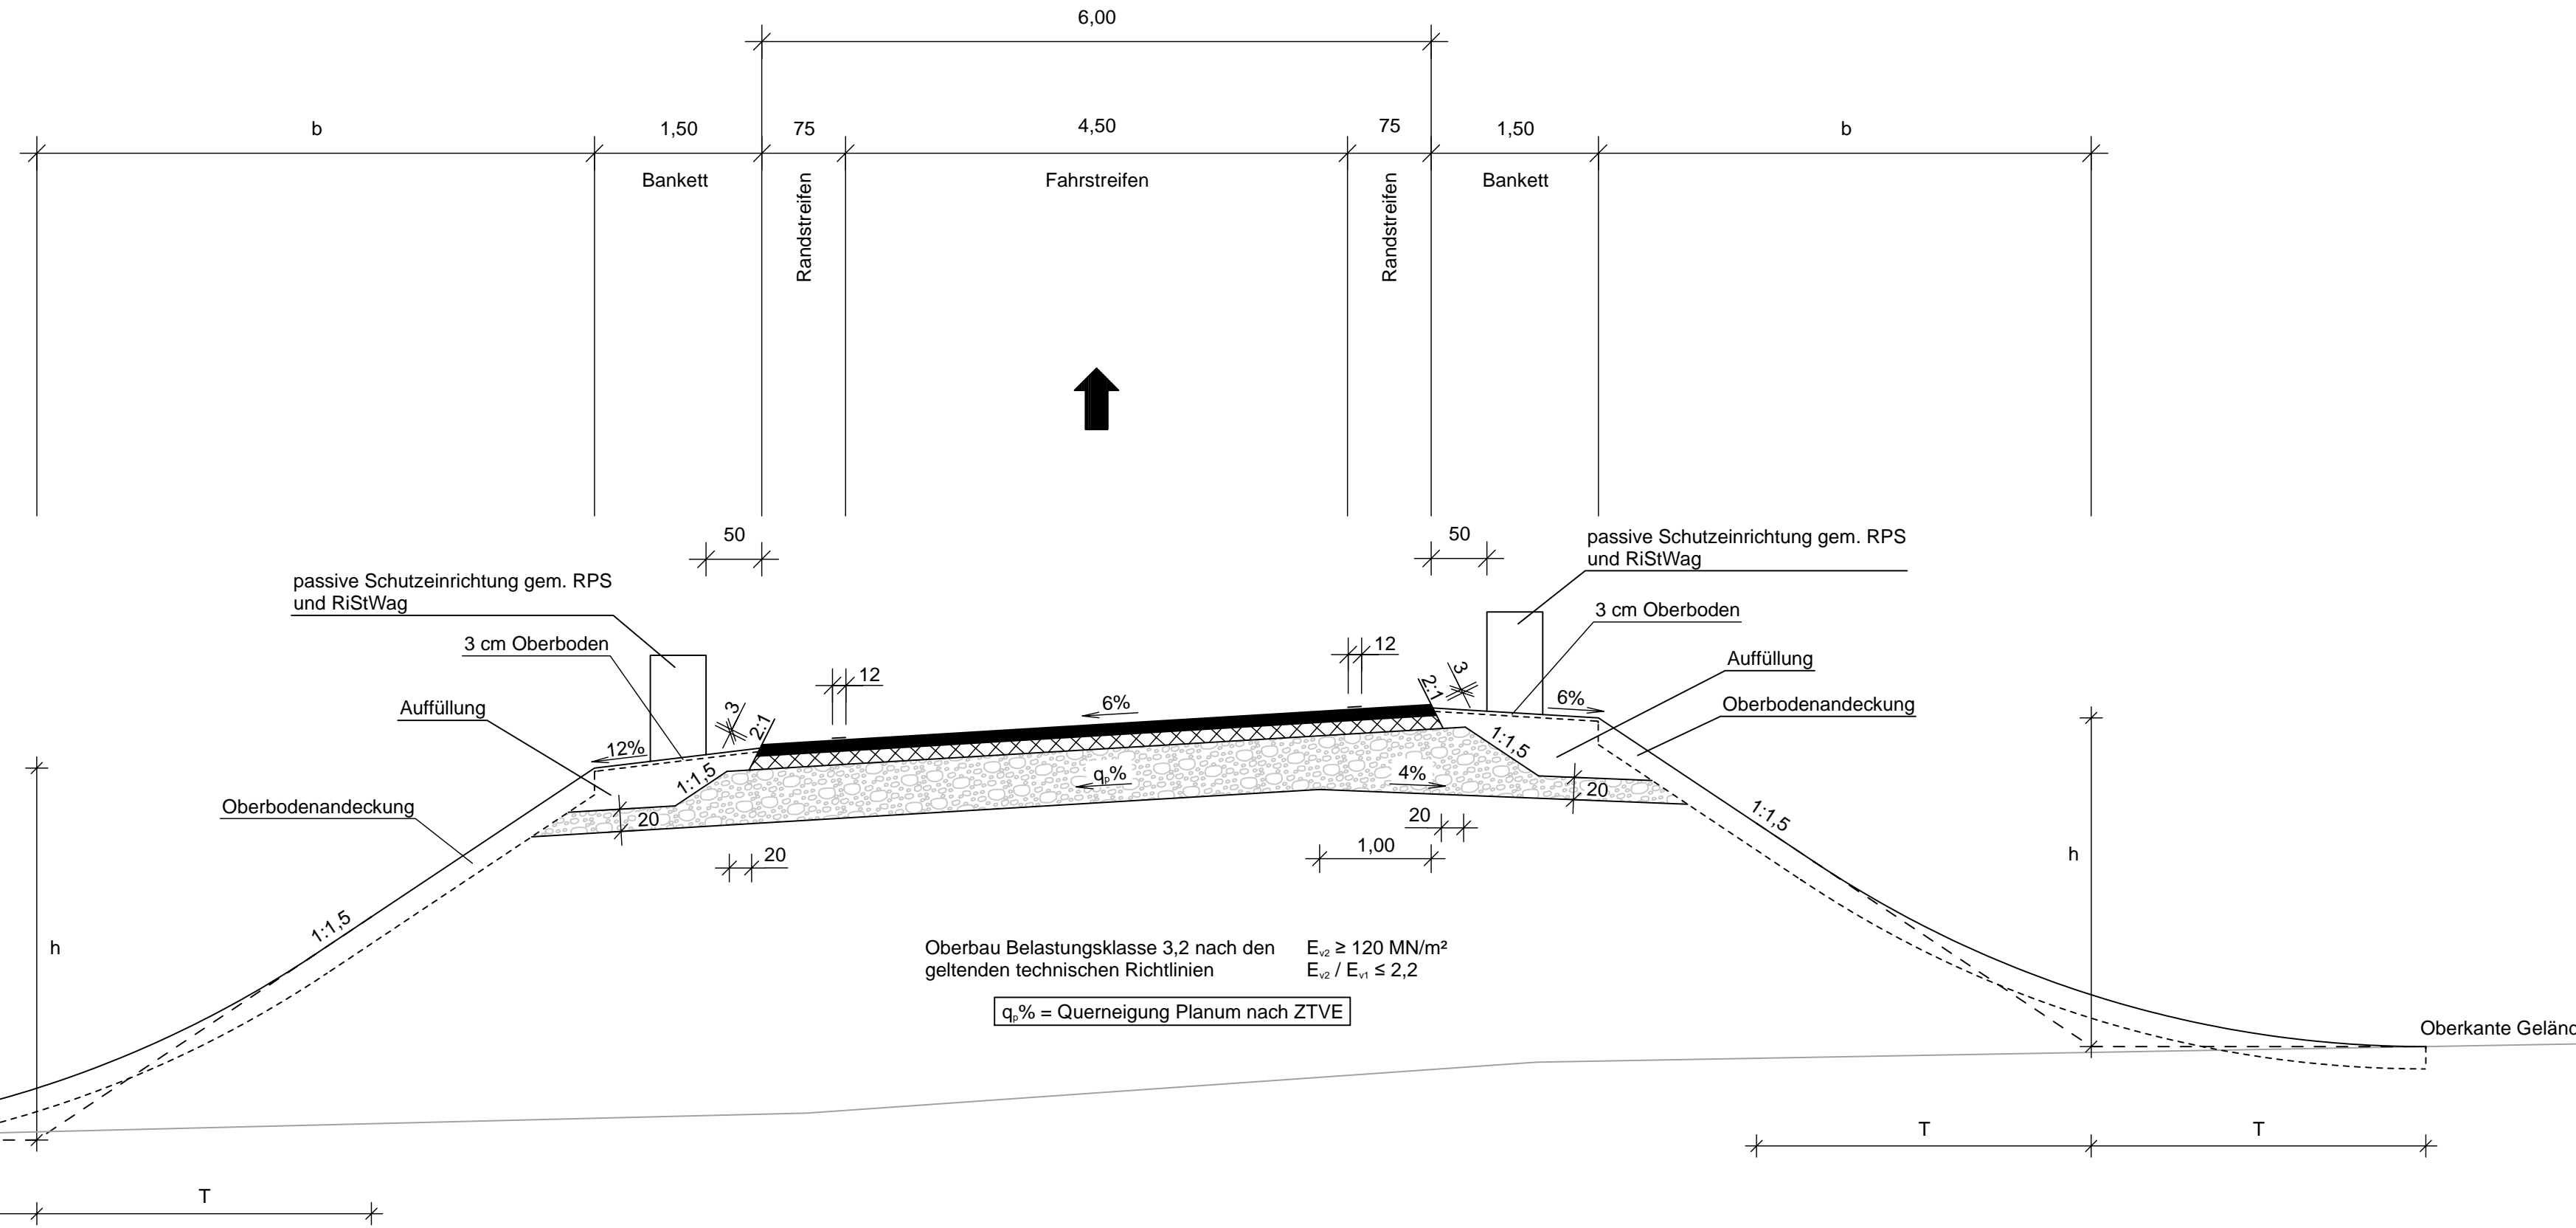 6,00
b
1,50
75
4,50
75
1,50
b
Bankett
Randstreifen
Fahrstreifen
Randstreifen
Bankett
50
50
passive Schutzeinrichtung gem. RPS
und RiStWag
passive Schutzeinrichtung gem. RPS
und RiStWag
3 cm Oberboden
3 cm Oberboden
12
12
3
3
2:1
2:1
Auffüllung
Auffüllung
6%
6%
12%
Oberbodenandeckung
Oberbodenandeckung
1:1,5
1:1,5
qp%
4%
20
20
20
20
1,00
1:1,5
1:1,5
h
h
Oberbau Belastungsklasse 3,2 nach den
geltenden technischen Richtlinien
Ev2 ≥ 120 MN/m²
Ev2 / Ev1 ≤ 2,2
qp% = Querneigung Planum nach ZTVE
Oberkante Geländ
T
T
T